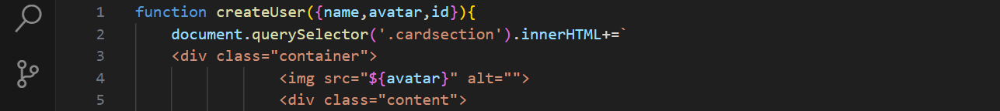 1 function createUser({name,avatar,id}){
2 document.querySelector('.cardsection').innerHTML+=`
3 <div class="container">
4 <img src="${avatar}" alt="">
5 <div class="content">